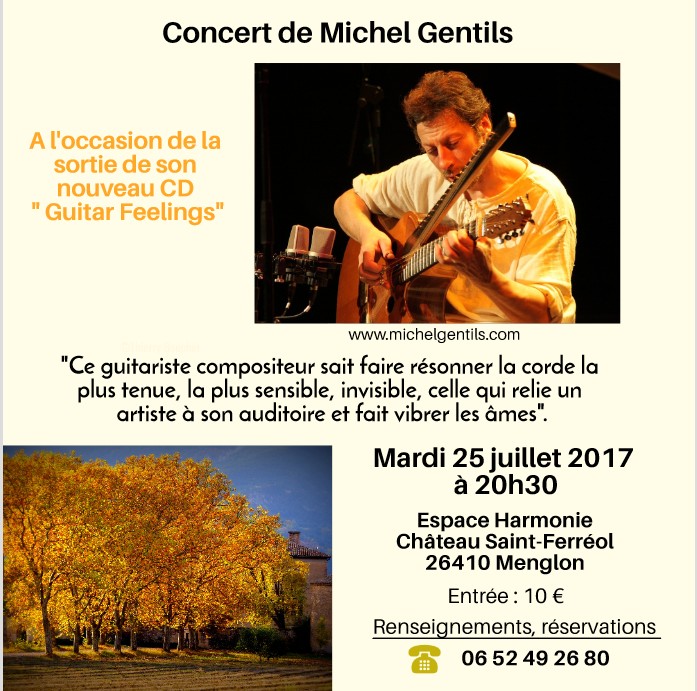 Concert de Michel Gentils
A l'occasion de la
sortie de son
nouveau CD
" Guitar Feelings"
www.michelgentils.com
"Ce guitariste compositeur sait faire résonner la corde la
plus tenue, la plus sensible, invisible, celle qui relie un
artiste à son auditoire et fait vibrer les âmes".
Mardi 25 juillet 2017
à 20h30
Espace Harmonie
Château Saint-Ferréol
26410 Menglon
Entrée : 10 €
Renseignements, réservations
06 52 49 26 80